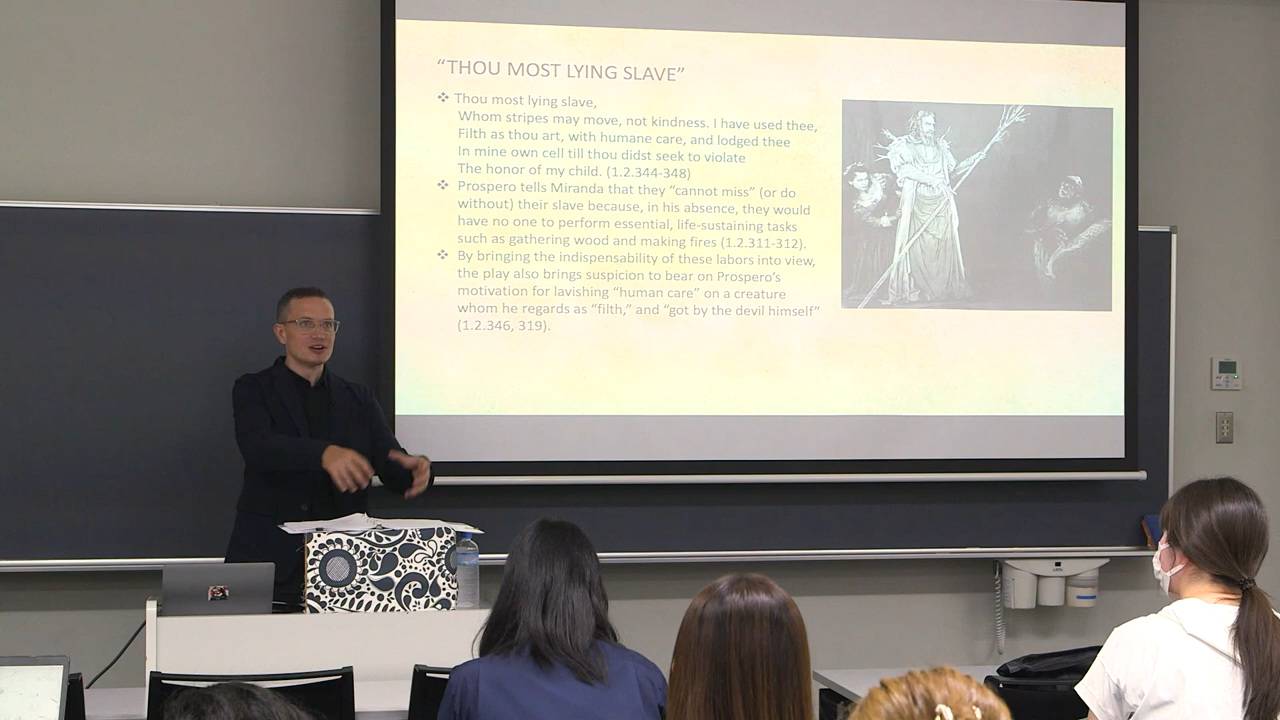 “THOU MOST LYING SLAVE”
❖ Thou most lying slave,
Whom stripes may move, not kindness. I have used thee,
Filth as thou art, with humane care, and lodged thee
In mine own cell till thou didst seek to violate
The honor of my child. (1.2.344-348)
❖ Prospero tells Miranda that they “cannot miss” (or do
without) their slave because, in his absence, they would
have no one to perform essential, life-sustaining tasks
such as gathering wood and making fires (1.2.311-312).
❖ By bringing the indispensability of these labors into view,
the play also brings suspicion to bear on Prospero’s
motivation for lavishing “human care” on a creature
whom he regards as “filth,” and “got by the devil himself”
(1.2.346, 319).